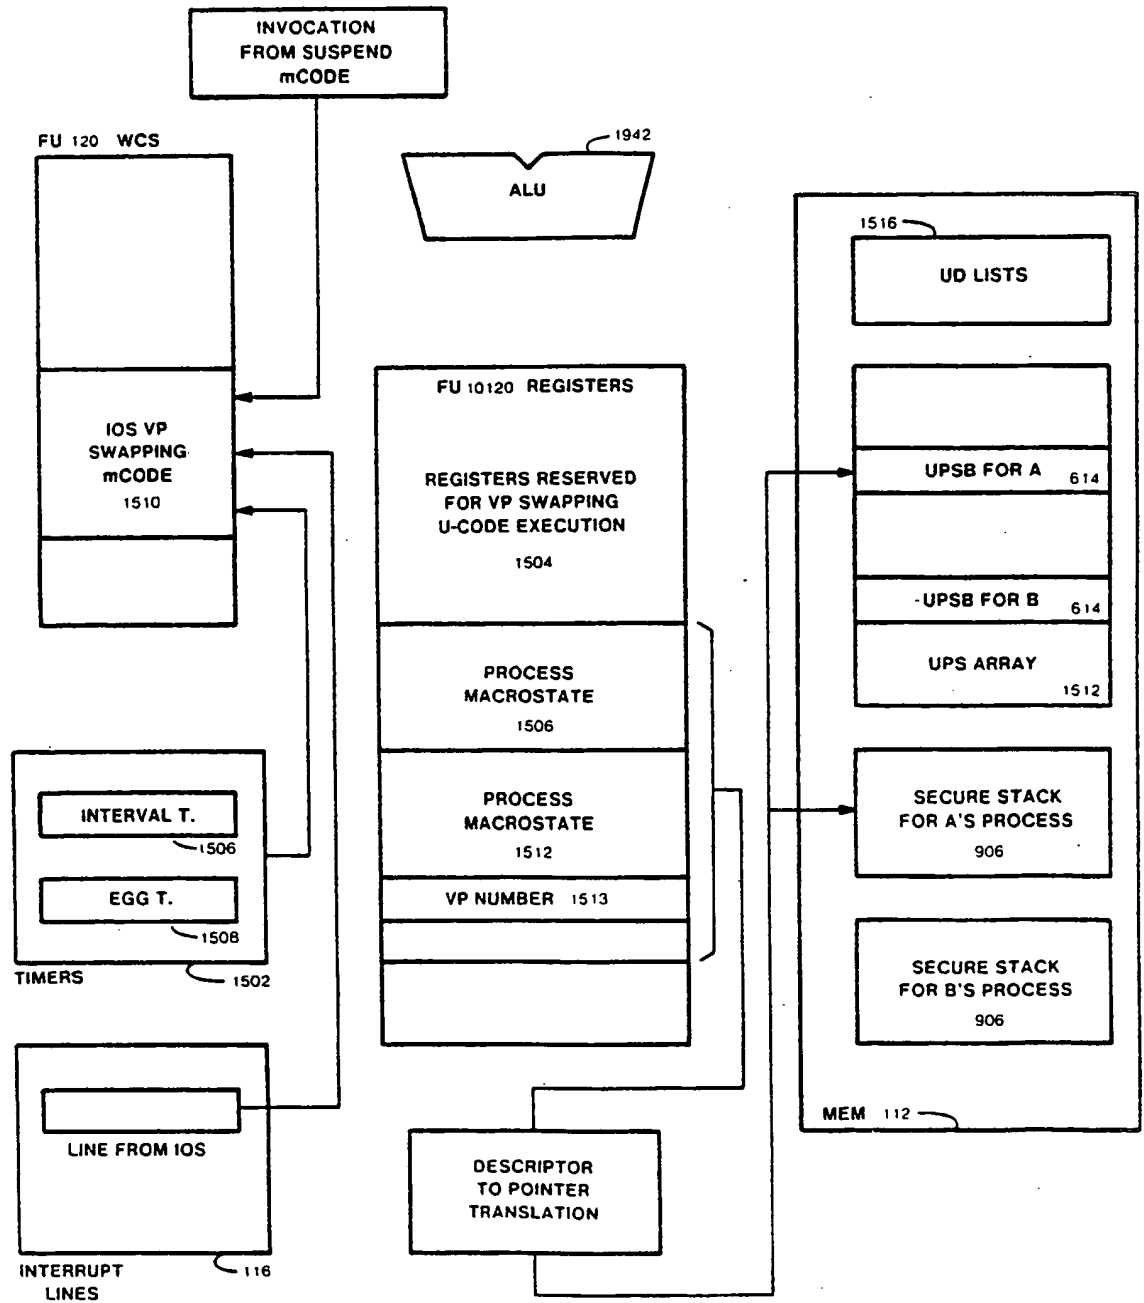 INVOCATION
FROM SUSPEND
mCODE
FU 120 WCS
1942
ALU
1516
UD LISTS
FU 10120 REGISTERS
IOS VP
SWAPPING
mCODE
1510
REGISTERS RESERVED
FOR VP SWAPPING
U-CODE EXECUTION
1504
UPSB FOR A
614
UPSB FOR B
614
UPS ARRAY
1512
PROCESS
MACROSTATE
1506
PROCESS
MACROSTATE
1512
VP NUMBER 1513
INTERVAL T.
1506
EGG T.
1508
TIMERS
1502
SECURE STACK
FOR A'S PROCESS
906
SECURE STACK
FOR B'S PROCESS
906
MEM 112
LINE FROM IOS
INTERRUPT
LINES
116
DESCRIPTOR
TO POINTER
TRANSLATION